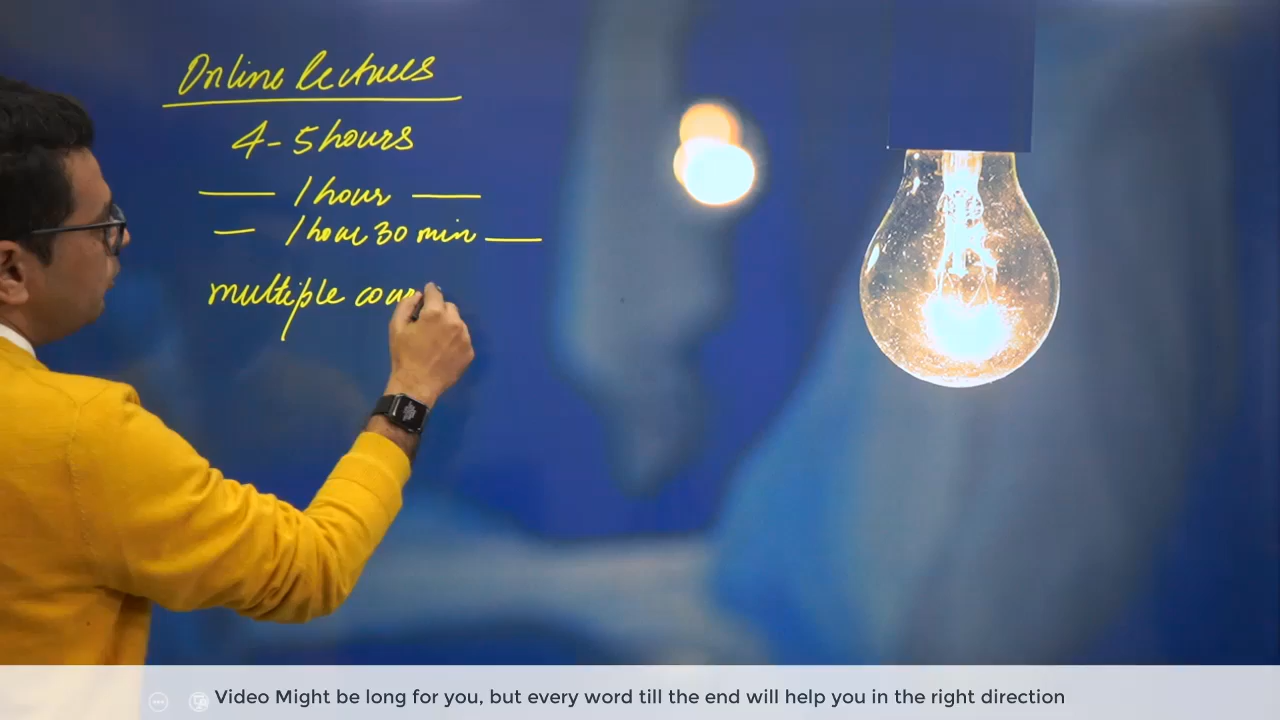 Online lectures
4-5 hours
— 1 hour —
— 1 hour 30 min —
multiple cour
Video Might be long for you, but every word till the end will help you in the right direction